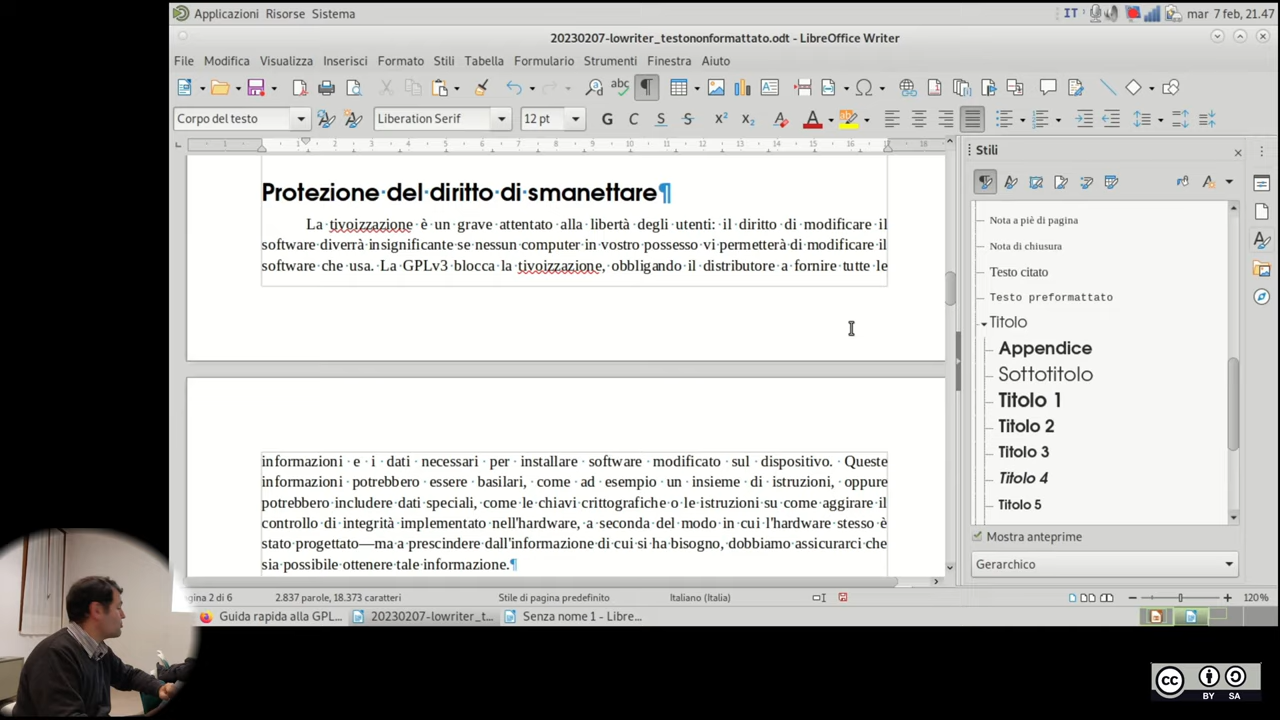 Applicazioni Risorse Sistema
IT
mar 7 feb, 21.47
20230207-lowriter_testononformattato.odt - LibreOffice Writer
File Modifica Visualizza Inserisci Formato Stili Tabella Formulario Strumenti Finestra Aiuto
Corpo del testo
Liberation Serif
12 pt
G C S S
Stili
Protezione del diritto di smanettare¶
La tivoizzazione è un grave attentato alla libertà degli utenti: il diritto di modificare il
software diverrà insignificante se nessun computer in vostro possesso vi permetterà di modificare il
software che usa. La GPLv3 blocca la tivoizzazione, obbligando il distributore a fornire tutte le
informazioni e i dati necessari per installare software modificato sul dispositivo. Queste
informazioni potrebbero essere basilari, come ad esempio un insieme di istruzioni, oppure
potrebbero includere dati speciali, come le chiavi crittografiche o le istruzioni su come aggirare il
controllo di integrità implementato nell'hardware, a seconda del modo in cui l'hardware stesso è
stato progettato—ma a prescindere dall'informazione di cui si ha bisogno, dobbiamo assicurarci che
sia possibile ottenere tale informazione.¶
Nota a piè di pagina
Nota di chiusura
Testo citato
Testo preformattato
Titolo
Appendice
Sottotitolo
Titolo 1
Titolo 2
Titolo 3
Titolo 4
Titolo 5
Mostra anteprime
Gerarchico
2 di 6
2.837 parole, 18.373 caratteri
Stile di pagina predefinito
Italiano (Italia)
120%
Guida rapida alla GPL...
20230207-lowriter_t...
Senza nome 1 - Libre...
cc
BY SA